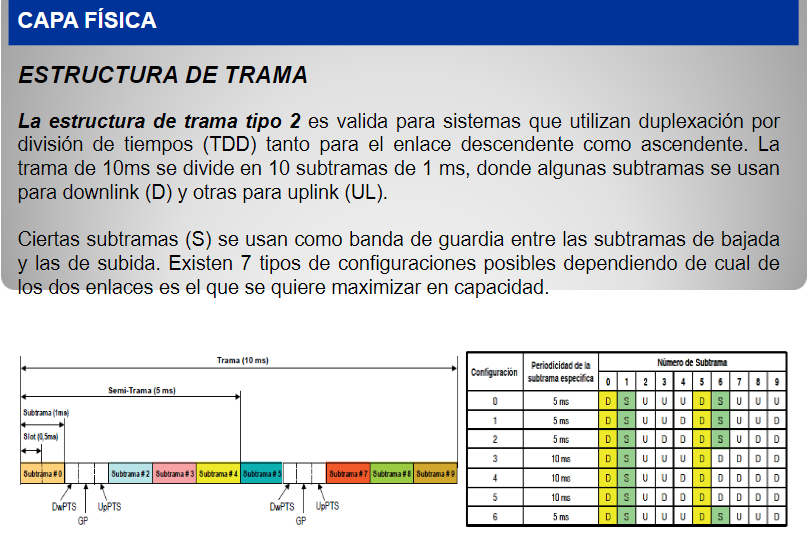 CAPA FÍSICA
ESTRUCTURA DE TRAMA
La estructura de trama tipo 2 es valida para sistemas que utilizan duplexación por
división de tiempos (TDD) tanto para el enlace descendente como ascendente. La
trama de 10ms se divide en 10 subtramas de 1 ms, donde algunas subtramas se usan
para downlink (D) y otras para uplink (UL).
Ciertas subtramas (S) se usan como banda de guardia entre las subtramas de bajada
y las de subida. Existen 7 tipos de configuraciones posibles dependiendo de cual de
los dos enlaces es el que se quiere maximizar en capacidad.
Trama (10 ms)
Semi-Trama (5 ms)
Subtrama (1ms)
Slot (0,5ms)
Subtrama # 0 Subtrama # 2 Subtrama # 3 Subtrama # 4 Subtrama # 5 Subtrama # 7 Subtrama # 8 Subtrama # 9
DwPTS GP UpPTS DwPTS GP UpPTS
Configuración Periodicidad de la subtrama especifica Número de Subtrama
0 1 2 3 4 5 6 7 8 9
0 5 ms D S U U U D S U U U
1 5 ms D S U U D D S U U D
2 5 ms D S U D D D S U D D
3 10 ms D S U U U D D D D D
4 10 ms D S U U D D D D D D
5 10 ms D S U D D D D D D D
6 5 ms D S U U U D S U U D